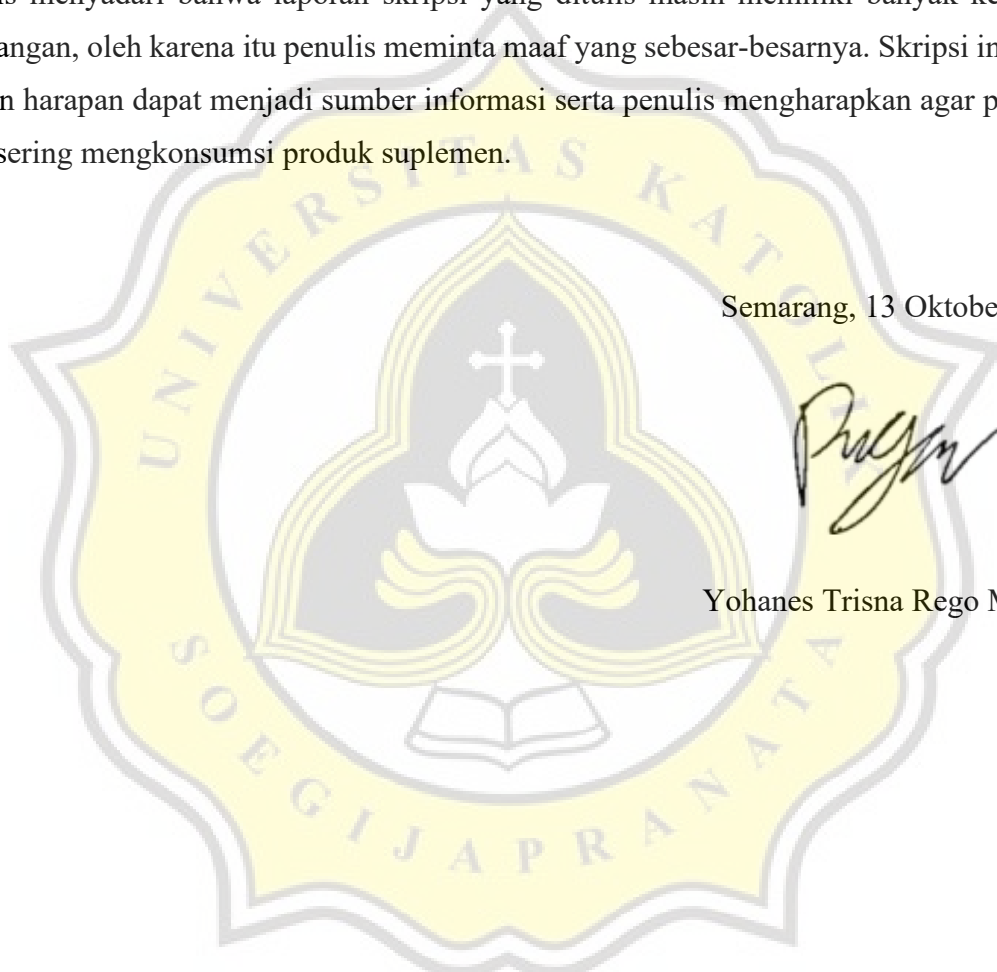 menyadari bahwa laporan skripsi yang ditulis masih memiliki banyak
angan, oleh karena itu penulis meminta maaf yang sebesar-besarnya. Skripsi in
n harapan dapat menjadi sumber informasi serta penulis mengharapkan agar p
sering mengkonsumsi produk suplemen.
UNIVERSITAS KATOLIK
Semarang, 13 Oktobe
Yohanes Trisna Rego M
SOEGIJAPRANATA